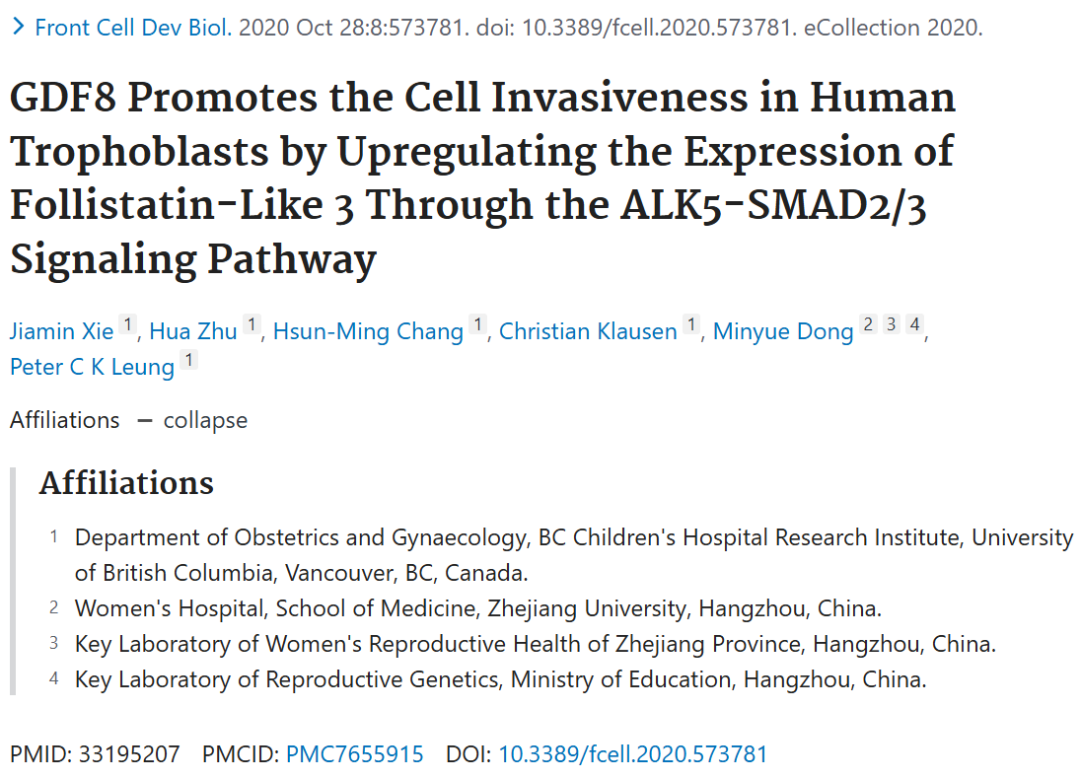 > Front Cell Dev Biol. 2020 Oct 28:8:573781. doi: 10.3389/fcell.2020.573781. eCollection 2020.
GDF8 Promotes the Cell Invasiveness in Human
Trophoblasts by Upregulating the Expression of
Follistatin-Like 3 Through the ALK5-SMAD2/3
Signaling Pathway
Jiamin Xie 1, Hua Zhu 1, Hsun-Ming Chang 1, Christian Klausen 1, Minyue Dong 2 3 4,
Peter C K Leung 1
Affiliations – collapse
Affiliations
1 Department of Obstetrics and Gynaecology, BC Children's Hospital Research Institute, University
of British Columbia, Vancouver, BC, Canada.
2 Women's Hospital, School of Medicine, Zhejiang University, Hangzhou, China.
3 Key Laboratory of Women's Reproductive Health of Zhejiang Province, Hangzhou, China.
4 Key Laboratory of Reproductive Genetics, Ministry of Education, Hangzhou, China.
PMID: 33195207 PMCID: PMC7655915 DOI: 10.3389/fcell.2020.573781